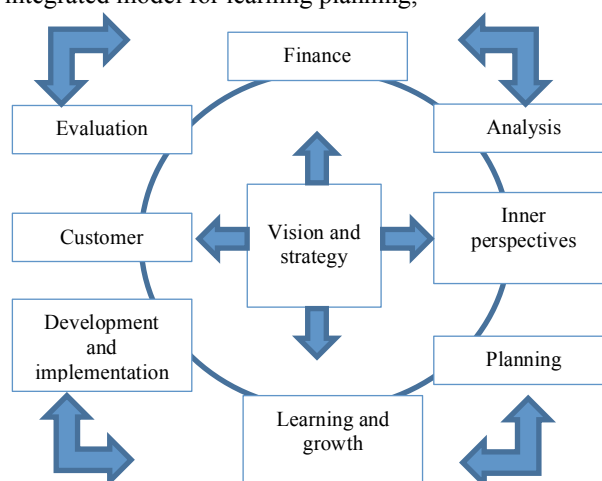 integrated model for learning planning;
Finance
Evaluation
Analysis
Customer
Vision and
strategy
Inner
perspectives
Development
and
implementation
Planning
Learning and
growth